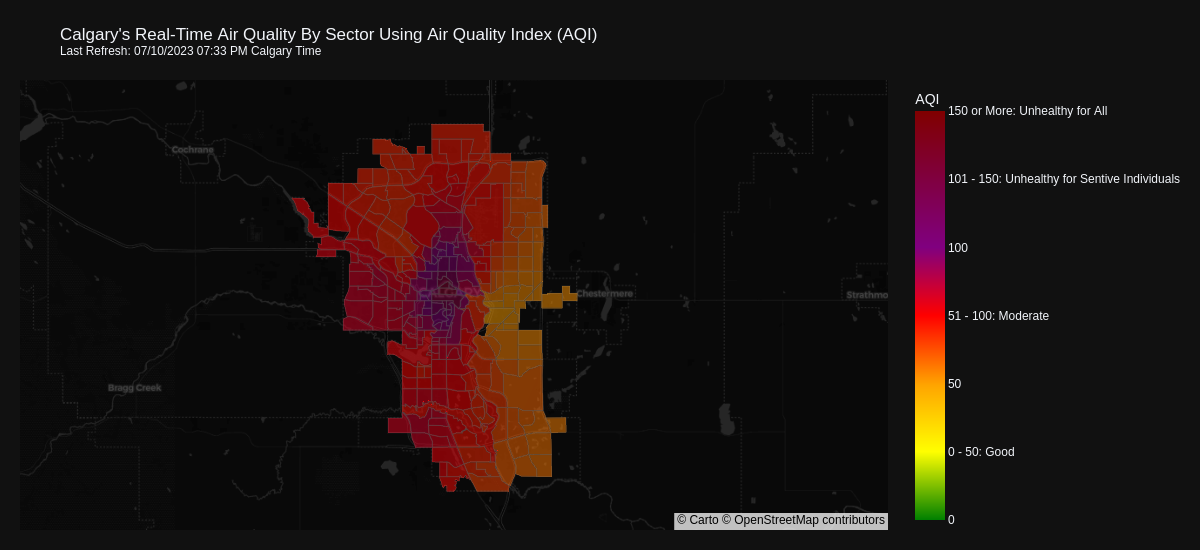 Calgary's Real-Time Air Quality By Sector Using Air Quality Index (AQI)
Last Refresh: 07/10/2023 07:33 PM Calgary Time
AQI
150 or More: Unhealthy for All
101 - 150: Unhealthy for Sentive Individuals
100
51 - 100: Moderate
50
0 - 50: Good
0
Cochrane
Chestermere
Strathmo
Bragg Creek
© Carto © OpenStreetMap contributors